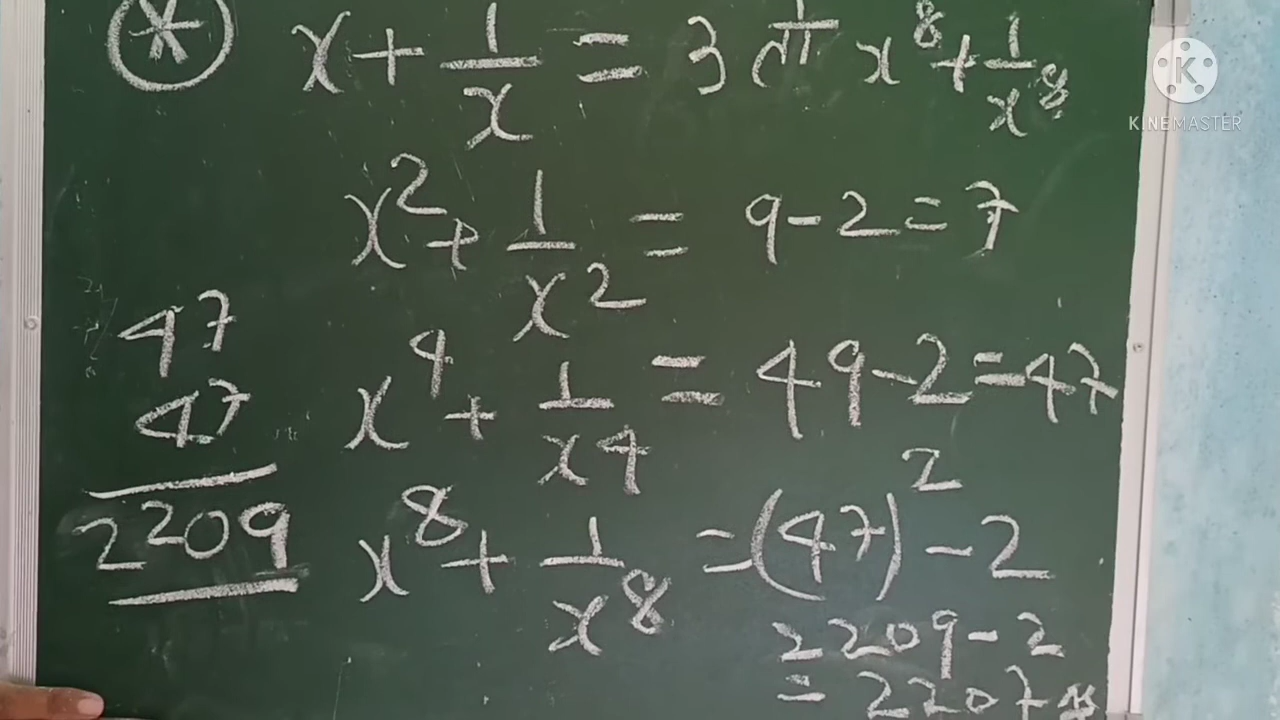 * x + 1/x = 3 तो x⁸ + 1/x⁸
x² + 1/x² = 9 - 2 = 7
x⁴ + 1/x⁴ = 49 - 2 = 47
x⁸ + 1/x⁸ = (47)² - 2
2209 - 2
= 2207
47
47
2209
KINEMASTER